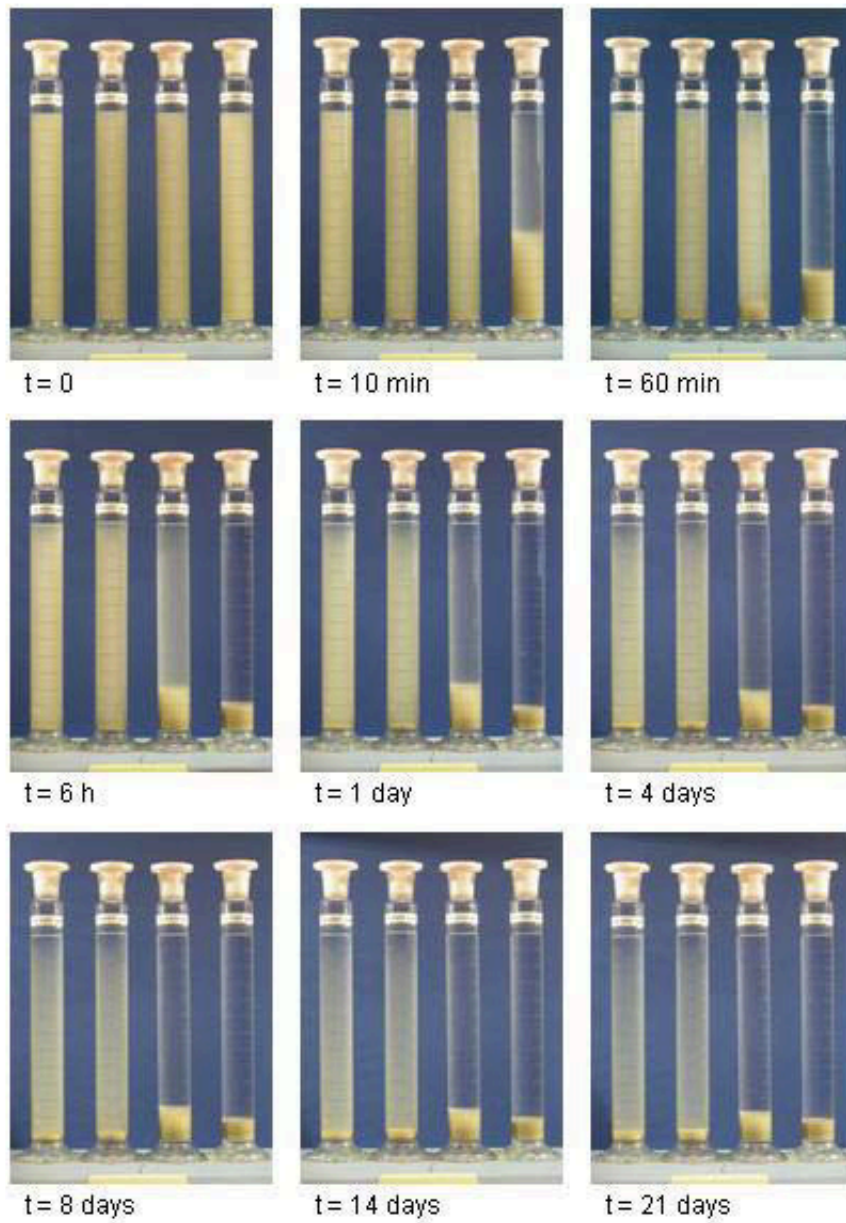 t = 0
t = 10 min
t = 60 min
t = 6 h
t = 1 day
t = 4 days
t = 8 days
t = 14 days
t = 21 days